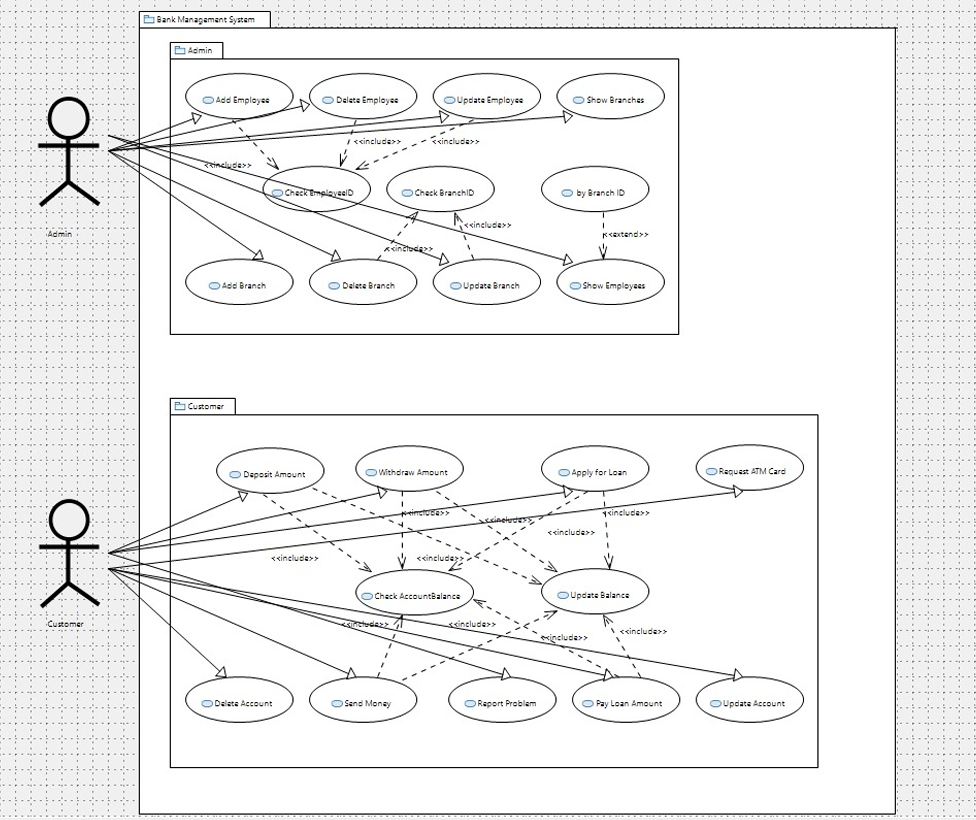 Bank Management System
Admin
Add Employee
Delete Employee
Update Employee
Show Branches
<<include>>
<<include>>
<<include>>
Check EmployeeID
Check BranchID
by Branch ID
<<include>>
<<extend>>
<<include>>
Admin
Add Branch
Delete Branch
Update Branch
Show Employees
Customer
Deposit Amount
Withdraw Amount
Apply for Loan
Request ATM Card
<<include>>
<<include>>
<<include>>
<<include>>
<<include>>
<<include>>
Check AccountBalance
Update Balance
Customer
<<include>>
<<include>>
<<include>>
<<include>>
Delete Account
Send Money
Report Problem
Pay Loan Amount
Update Account